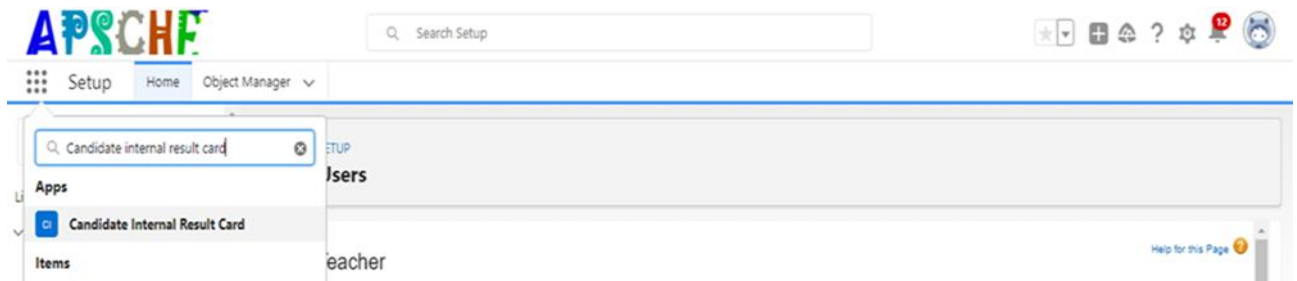 APSCHE
Search Setup
12
Setup Home Object Manager
Candidate internal result card
ETUP
Users
Apps
CI Candidate Internal Result Card
Items
eacher
Help for this Page